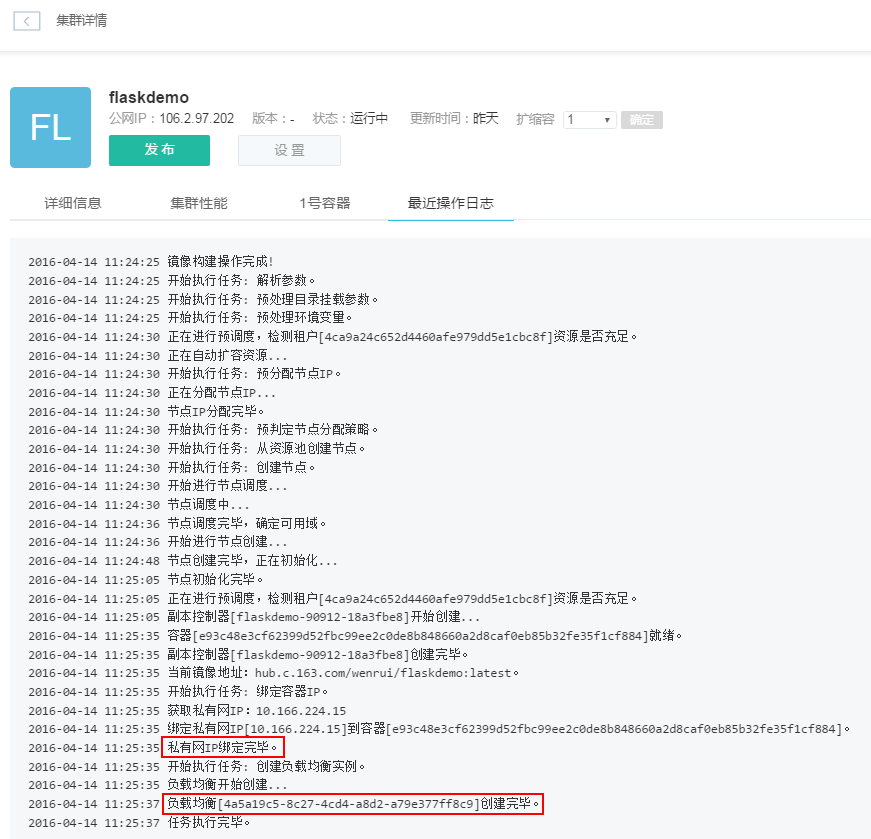 集群详情
FL
flaskdemo
公网IP：106.2.97.202 版本：- 状态：运行中 更新时间：昨天 扩缩容 1 确定
发布 设置
详细信息 集群性能 1号容器 最近操作日志
2016-04-14 11:24:25 镜像构建操作完成!
2016-04-14 11:24:25 开始执行任务: 解析参数。
2016-04-14 11:24:25 开始执行任务: 预处理目录挂载参数。
2016-04-14 11:24:25 开始执行任务: 预处理环境变量。
2016-04-14 11:24:30 正在进行预调度，检测租户[4ca9a24c652d4460afe979dd5e1cbc8f]资源是否充足。
2016-04-14 11:24:30 正在自动扩容资源...
2016-04-14 11:24:30 开始执行任务: 预分配节点IP。
2016-04-14 11:24:30 正在分配节点IP...
2016-04-14 11:24:30 节点IP分配完毕。
2016-04-14 11:24:30 开始执行任务: 预判定节点分配策略。
2016-04-14 11:24:30 开始执行任务: 从资源池创建节点。
2016-04-14 11:24:30 开始执行任务: 创建节点。
2016-04-14 11:24:30 开始进行节点调度...
2016-04-14 11:24:30 节点调度中...
2016-04-14 11:24:36 节点调度完毕，确定可用域。
2016-04-14 11:24:36 开始进行节点创建...
2016-04-14 11:24:48 节点创建完毕，正在初始化...
2016-04-14 11:25:05 节点初始化完毕。
2016-04-14 11:25:05 正在进行预调度，检测租户[4ca9a24c652d4460afe979dd5e1cbc8f]资源是否充足。
2016-04-14 11:25:05 副本控制器[flaskdemo-90912-18a3fbe8]开始创建...
2016-04-14 11:25:35 容器[e93c48e3cf62399d52fbc99ee2c0de8b848660a2d8caf0eb85b32fe35f1cf884]就绪。
2016-04-14 11:25:35 副本控制器[flaskdemo-90912-18a3fbe8]创建完毕。
2016-04-14 11:25:35 当前镜像地址：hub.c.163.com/wenrui/flaskdemo:latest。
2016-04-14 11:25:35 开始执行任务: 绑定容器IP。
2016-04-14 11:25:35 获取私有网IP：10.166.224.15
2016-04-14 11:25:35 绑定私有网IP[10.166.224.15]到容器[e93c48e3cf62399d52fbc99ee2c0de8b848660a2d8caf0eb85b32fe35f1cf884]。
2016-04-14 11:25:35 私有网IP绑定完毕。
2016-04-14 11:25:35 开始执行任务: 创建负载均衡实例。
2016-04-14 11:25:35 负载均衡开始创建...
2016-04-14 11:25:37 负载均衡[4a5a19c5-8c27-4cd4-a8d2-a79e377ff8c9]创建完毕。
2016-04-14 11:25:37 任务执行完毕。